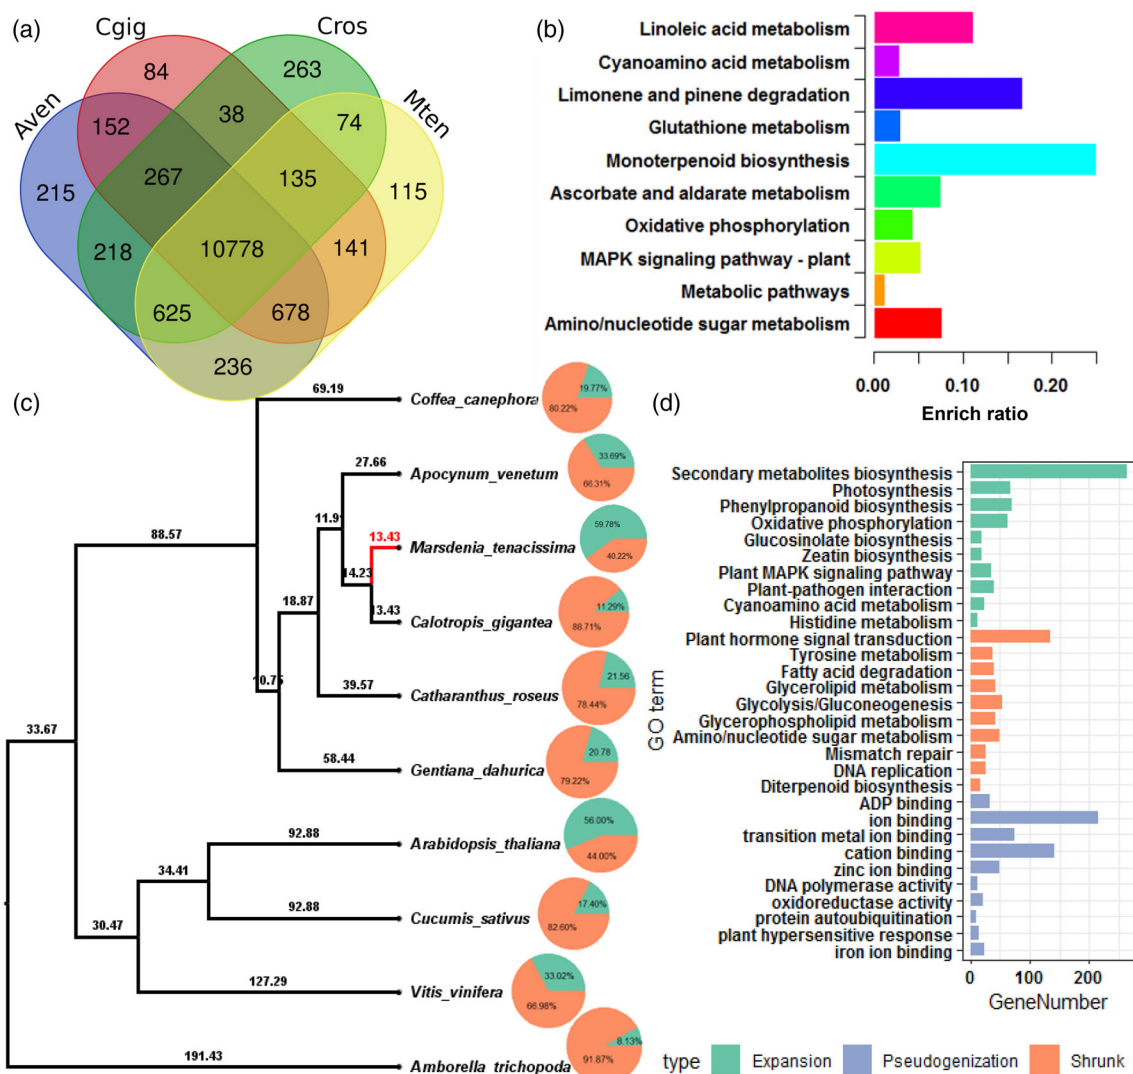 (a)
Cgig
Cros
Aven
Mten
84
263
152
38
74
215
267
135
115
218
10778
141
625
678
236
(b)
Linoleic acid metabolism
Cyanoamino acid metabolism
Limonene and pinene degradation
Glutathione metabolism
Monoterpenoid biosynthesis
Ascorbate and aldarate metabolism
Oxidative phosphorylation
MAPK signaling pathway - plant
Metabolic pathways
Amino/nucleotide sugar metabolism
0.00 0.10 0.20
Enrich ratio
(c)
69.19
Coffea_canephora
19.77%
80.22%
27.66
Apocynum_venetum
33.69%
66.31%
11.91
88.57
13.43
Marsdenia_tenacissima
59.78%
40.22%
14.23
13.43
Calotropis_gigantea
11.29%
88.71%
18.87
10.75
39.57
Catharanthus_roseus
21.56
78.44%
33.67
58.44
Gentiana_dahurica
20.78
79.22%
92.88
Arabidopsis_thaliana
56.00%
44.00%
34.41
92.88
Cucumis_sativus
17.40%
82.60%
30.47
127.29
Vitis_vinifera
33.02%
66.98%
191.43
Amborella_trichopoda
8.13%
91.87%
(d)
Secondary metabolites biosynthesis
Photosynthesis
Phenylpropanoid biosynthesis
Oxidative phosphorylation
Glucosinolate biosynthesis
Zeatin biosynthesis
Plant MAPK signaling pathway
Plant-pathogen interaction
Cyanoamino acid metabolism
Histidine metabolism
Plant hormone signal transduction
Tyrosine metabolism
Fatty acid degradation
Glycerolipid metabolism
Glycolysis/Gluconeogenesis
Glycerophospholipid metabolism
Amino/nucleotide sugar metabolism
Mismatch repair
DNA replication
Diterpenoid biosynthesis
ADP binding
ion binding
transition metal ion binding
cation binding
zinc ion binding
DNA polymerase activity
oxidoreductase activity
protein autoubiquitination
plant hypersensitive response
iron ion binding
GO term
0 100 200
GeneNumber
type Expansion Pseudogenization Shrunk